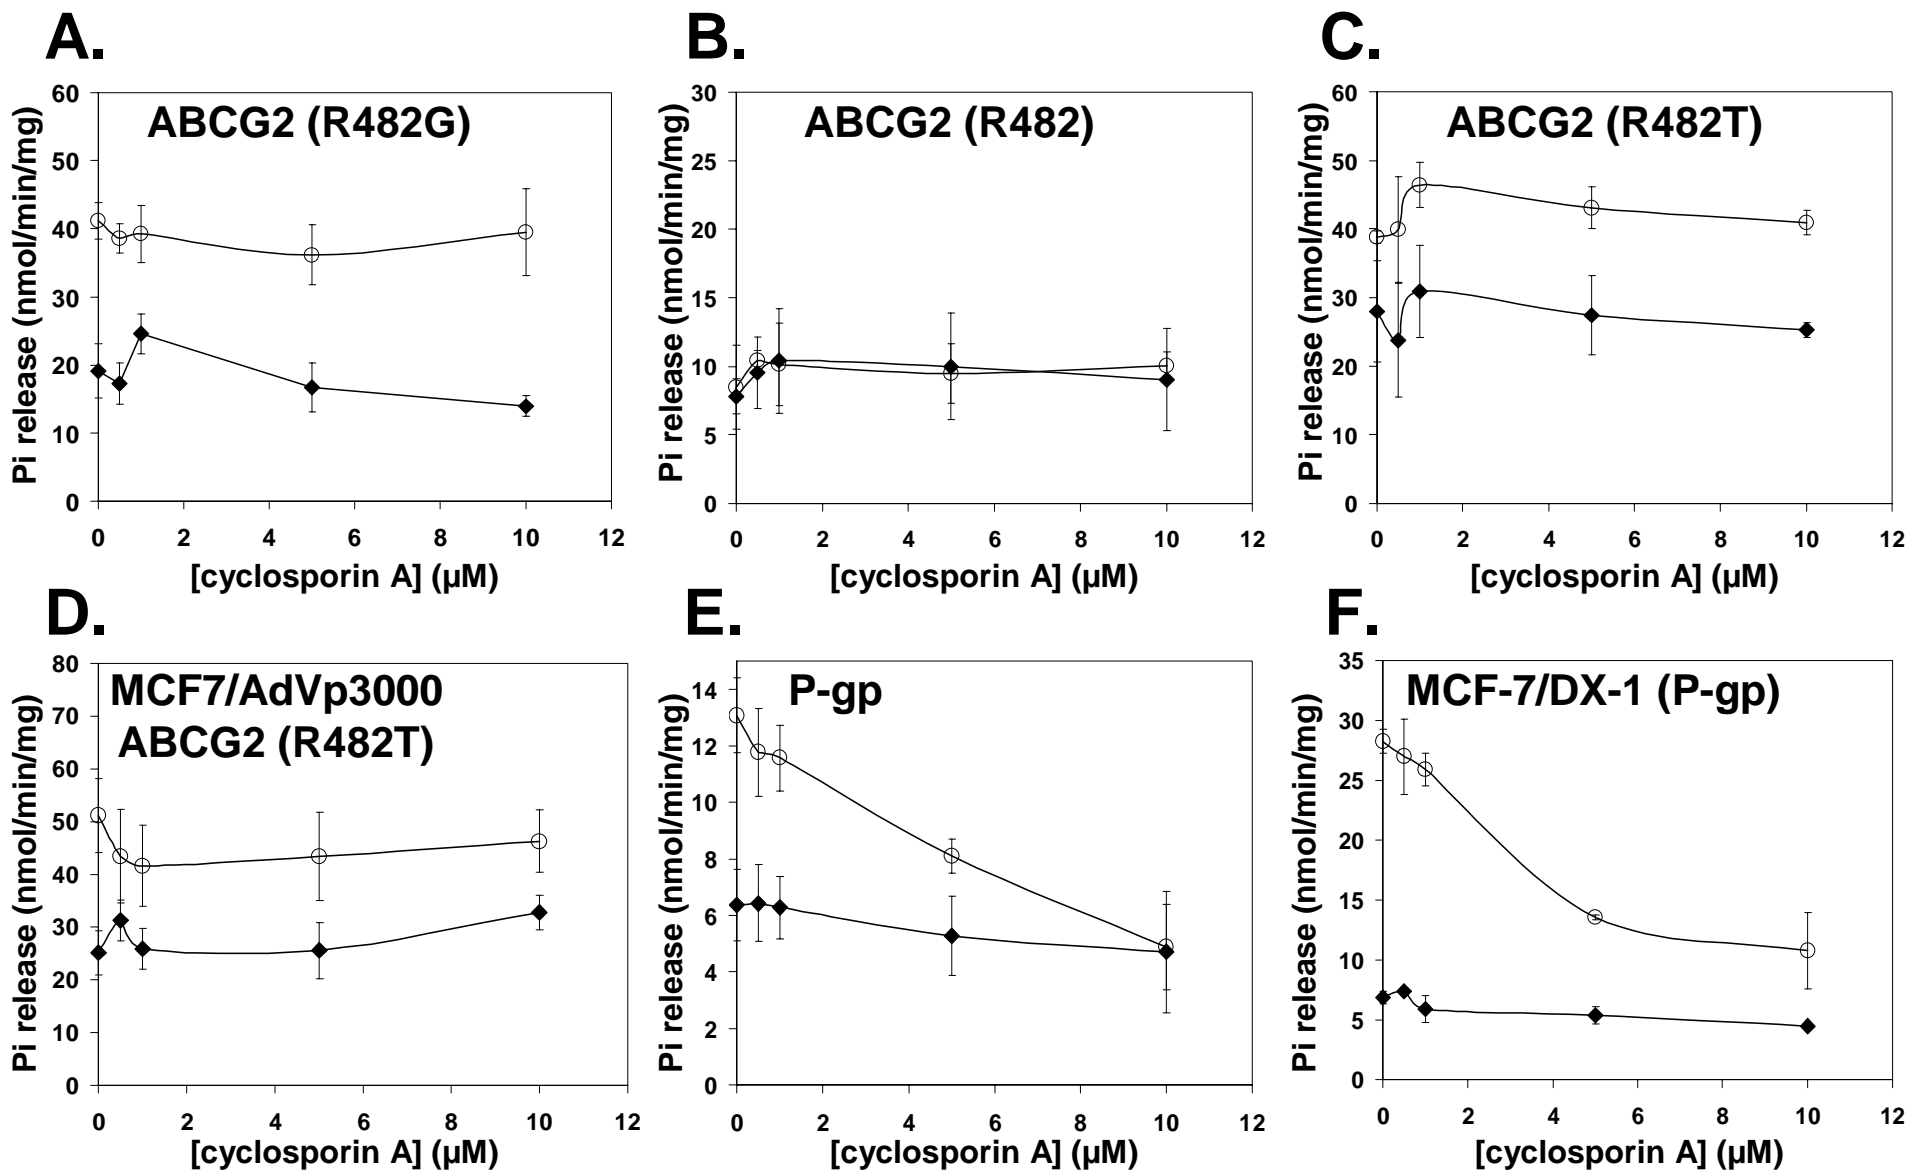 A.
ABCG2 (R482G)
Pi release (nmol/min/mg)
60
50
40
30
20
10
0
0 2 4 6 8 10 12
[cyclosporin A] (µM)
B.
ABCG2 (R482)
Pi release (nmol/min/mg)
30
25
20
15
10
5
0
0 2 4 6 8 10 12
[cyclosporin A] (µM)
C.
ABCG2 (R482T)
Pi release (nmol/min/mg)
60
50
40
30
20
10
0
0 2 4 6 8 10 12
[cyclosporin A] (µM)
D.
MCF7/AdVp3000
ABCG2 (R482T)
Pi release (nmol/min/mg)
80
70
60
50
40
30
20
10
0
0 2 4 6 8 10 12
[cyclosporin A] (µM)
E.
P-gp
Pi release (nmol/min/mg)
14
12
10
8
6
4
2
0
0 2 4 6 8 10 12
[cyclosporin A] (µM)
F.
MCF-7/DX-1 (P-gp)
Pi release (nmol/min/mg)
35
30
25
20
15
10
5
0
0 2 4 6 8 10 12
[cyclosporin A] (µM)